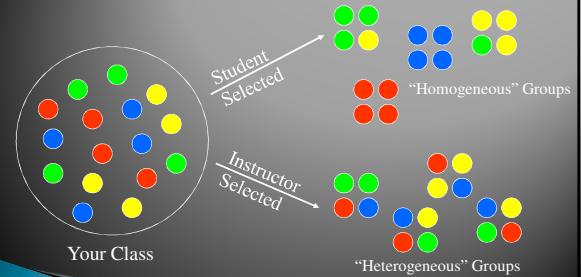 Student
Selected
"Homogeneous" Groups
Instructor
Selected
Your Class
"Heterogeneous" Groups